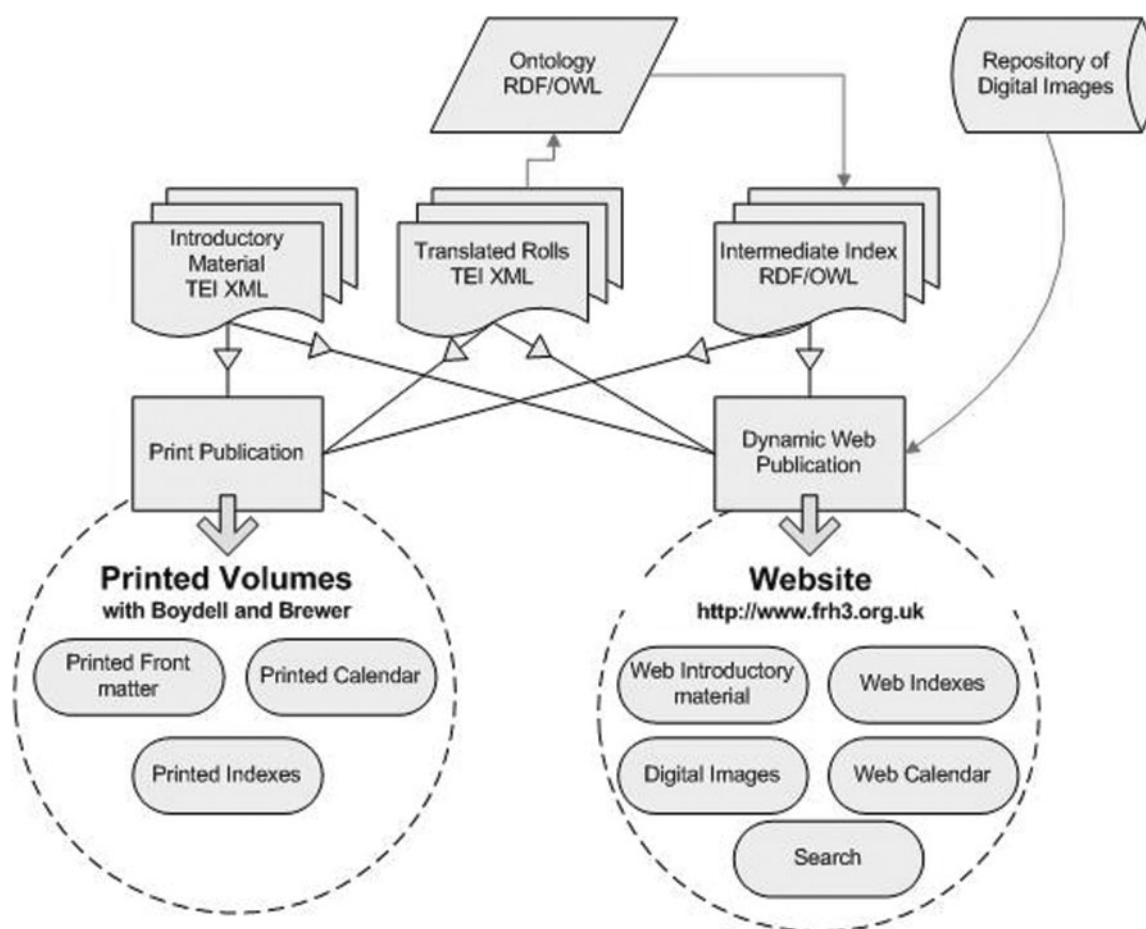 Ontology
RDF/OWL
Repository of
Digital Images
Introductory
Material
TEI XML
Translated Rolls
TEI XML
Intermediate Index
RDF/OWL
Print Publication
Dynamic Web
Publication
Printed Volumes
with Boydell and Brewer
Website
http://www.frh3.org.uk
Printed Front
matter
Printed Calendar
Printed Indexes
Web Introductory
material
Web Indexes
Digital Images
Web Calendar
Search